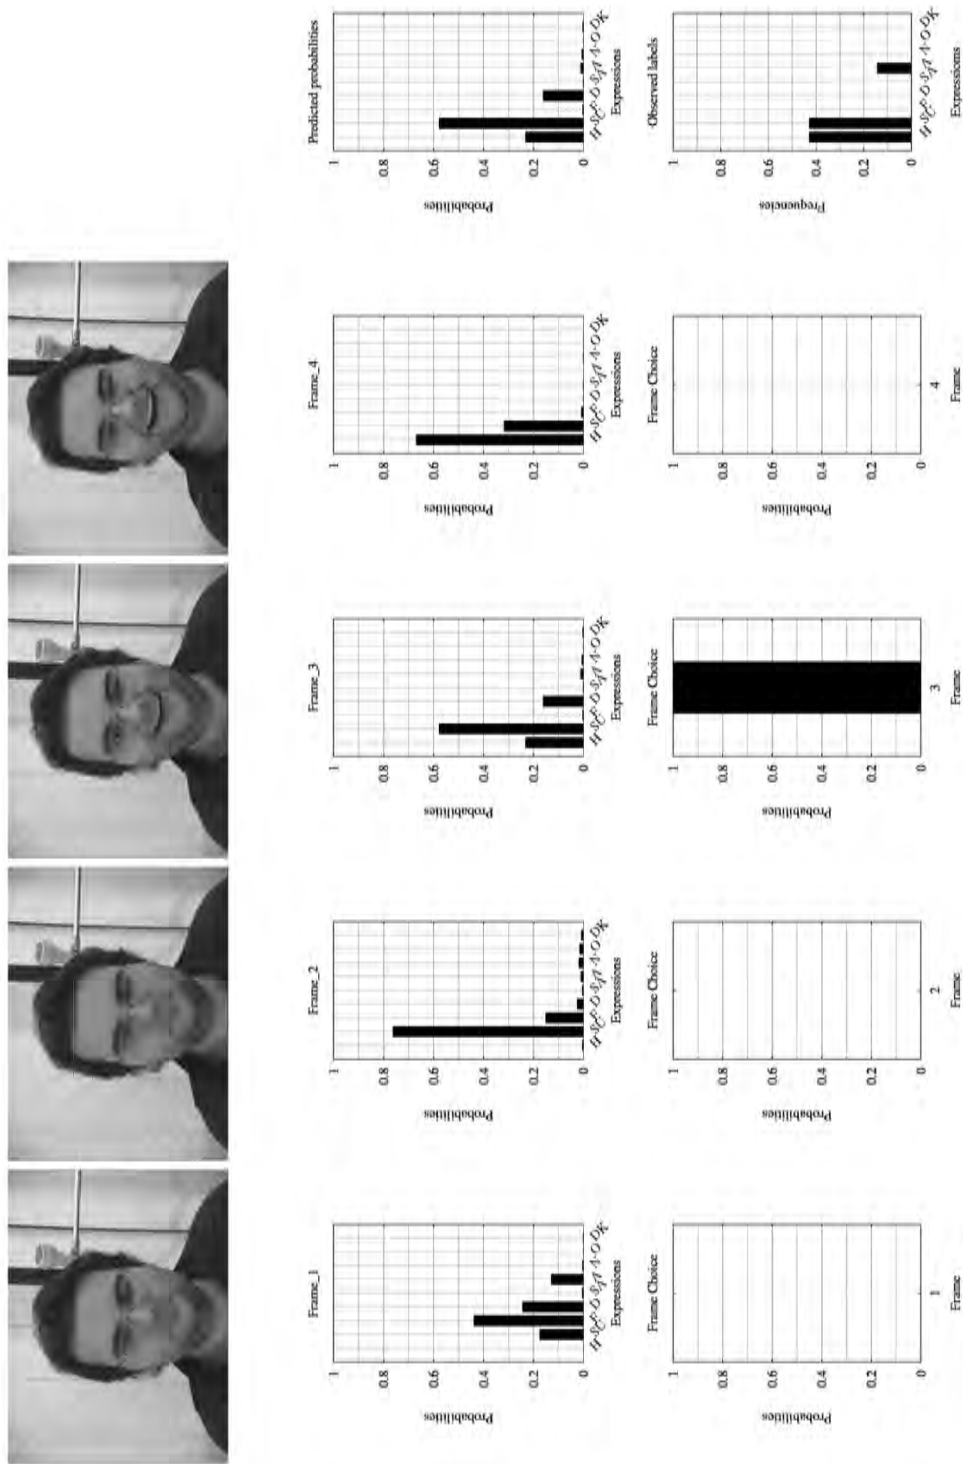 Frame_1 Frame_2 Frame_3 Frame_4 Predicted probabilities
1 1 1 1 1
0.8 0.8 0.8 0.8 0.8
0.6 0.6 0.6 0.6 0.6
Probabilities Probabilities Probabilities Probabilities Probabilities
0.4 0.4 0.4 0.4 0.4
0.2 0.2 0.2 0.2 0.2
0 0 0 0 0
Expressions Expressions Expressions Expressions Expressions
Frame Choice Frame Choice Frame Choice Frame Choice Observed labels
1 1 1 1 1
0.8 0.8 0.8 0.8 0.8
0.6 0.6 0.6 0.6 0.6
Probabilities Probabilities Probabilities Probabilities Frequencies
0.4 0.4 0.4 0.4 0.4
0.2 0.2 0.2 0.2 0.2
0 0 0 0 0
1 2 3 4
Frame Frame Frame Frame Expressions